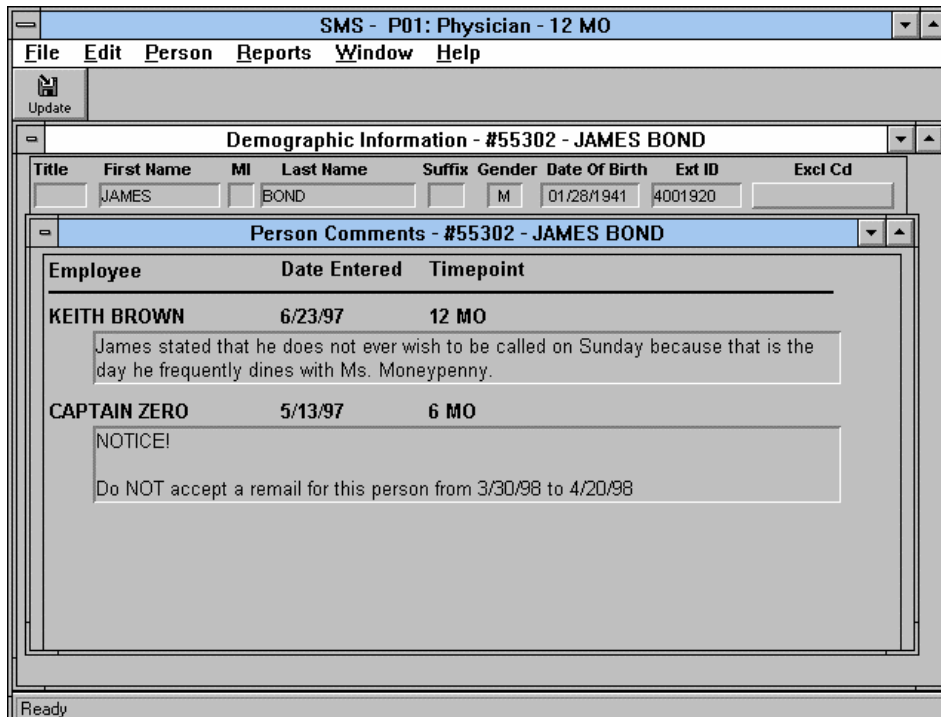 SMS - P01: Physician - 12 MO
File Edit Person Reports Window Help
Update
Demographic Information - #55302 - JAMES BOND
Title First Name MI Last Name Suffix Gender Date Of Birth Ext ID Excl Cd
JAMES BOND M 01/28/1941 4001920
Person Comments - #55302 - JAMES BOND
Employee Date Entered Timepoint
KEITH BROWN 6/23/97 12 MO
James stated that he does not ever wish to be called on Sunday because that is the
day he frequently dines with Ms. Moneypenny.
CAPTAIN ZERO 5/13/97 6 MO
NOTICE!
Do NOT accept a remail for this person from 3/30/98 to 4/20/98
Ready